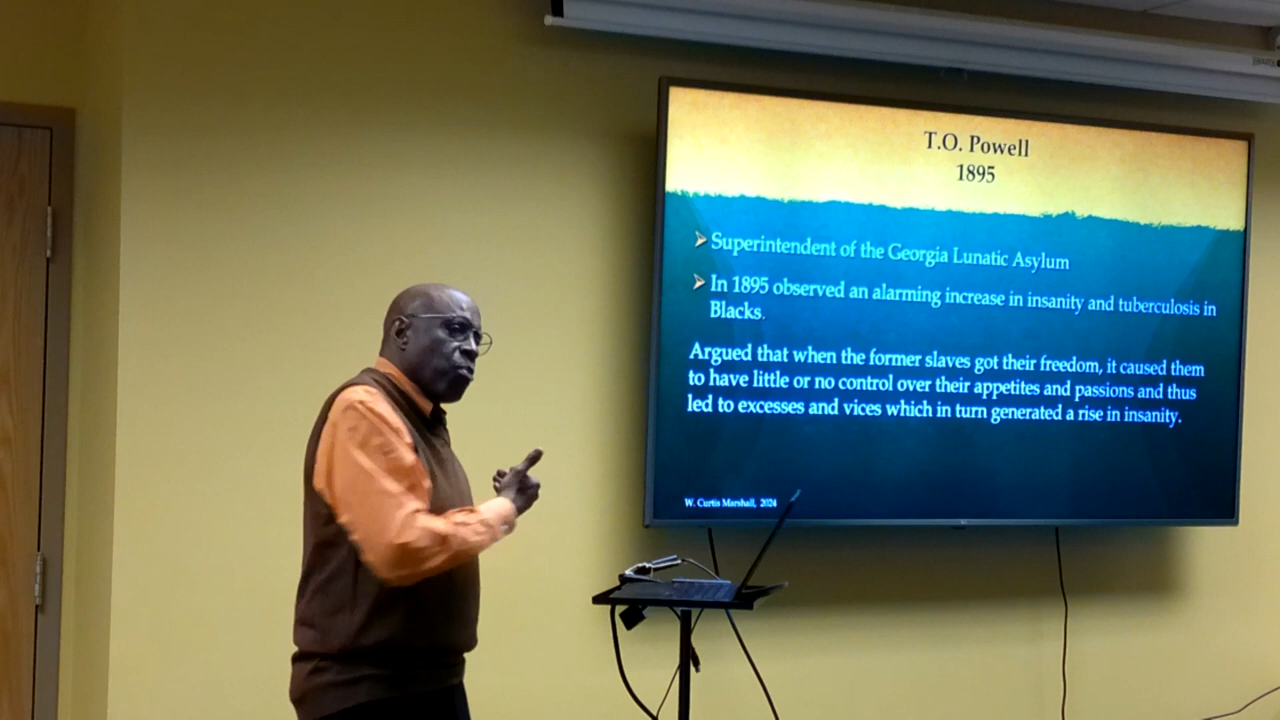 T.O. Powell
1895
➢ Superintendent of the Georgia Lunatic Asylum
➢ In 1895 observed an alarming increase in insanity and tuberculosis in
Blacks.
Argued that when the former slaves got their freedom, it caused them
to have little or no control over their appetites and passions and thus
led to excesses and vices which in turn generated a rise in insanity.
W. Curtis Marshall, 2024